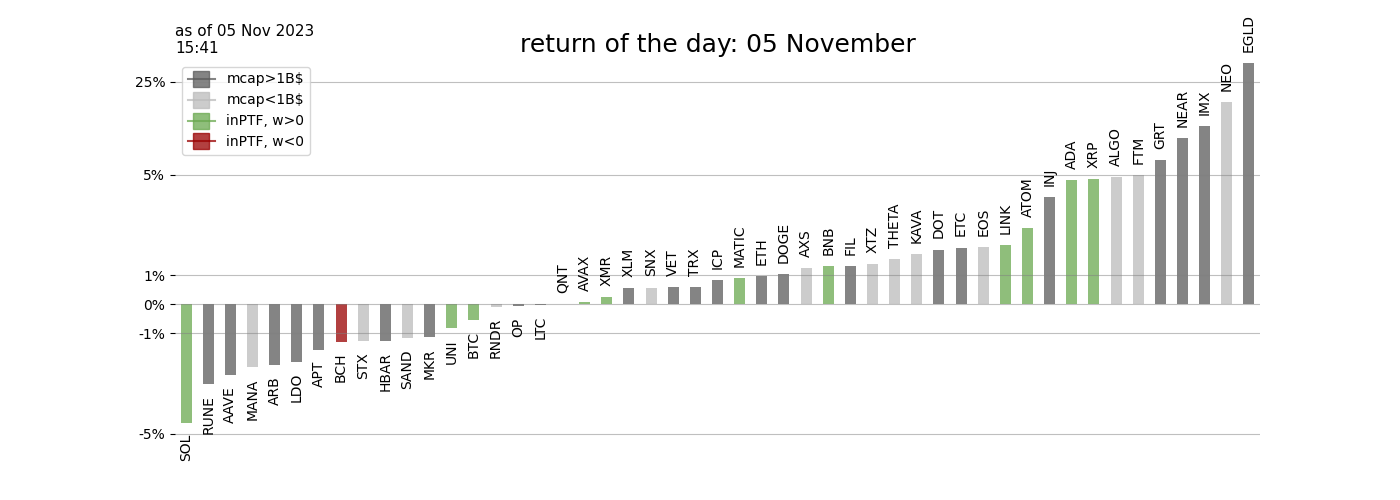 as of 05 Nov 2023
15:41
return of the day: 05 November
mcap>1B$
mcap<1B$
inPTF, w>0
inPTF, w<0
25%
5%
1%
0%
-1%
-5%
SOL
RUNE
AAVE
MANA
ARB
LDO
APT
BCH
STX
HBAR
SAND
MKR
UNI
BTC
RNDR
OP
LTC
QNT
AVAX
XMR
XLM
SNX
VET
TRX
ICP
MATIC
ETH
DOGE
AXS
BNB
FIL
XTZ
THETA
KAVA
DOT
ETC
EOS
LINK
ATOM
INJ
ADA
XRP
ALGO
FTM
GRT
NEAR
IMX
NEO
EGLD